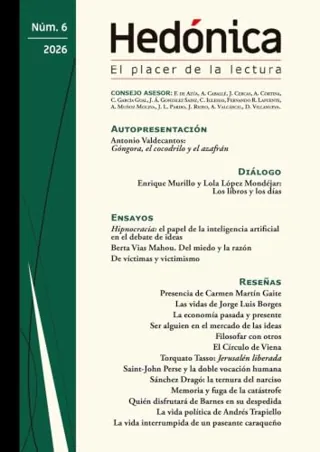 Núm. 6
2026
Hedónica
El placer de la lectura
CONSEJO ASESOR: F. DE AZÚA, A. CABALLÉ, J. CERCAS, A. CORTINA,
C. GARCÍA GUAL, J. Á. GONZÁLEZ SAINZ, C. IGLESIAS, FERNANDO R. LAFUENTE,
A. MUÑOZ MOLINA, J. L. PARDO, J. RIOYO, A. VALLEJO, D. VILLANUEVA.
AUTOPRESENTACIÓN
Antonio Valdecantos:
Góngora, el cocodrilo y el azafrán
DIÁLOGO
Enrique Murillo y Lola López Mondéjar:
Los libros y los días
ENSAYOS
Hipnocracia: el papel de la inteligencia artificial
en el debate de ideas
Berta Vias Mahou. Del miedo y la razón
De víctimas y victimismo
RESEÑAS
Presencia de Carmen Martín Gaite
Las vidas de Jorge Luis Borges
La economía pasada y presente
Ser alguien en el mercado de las ideas
Filosofar con otros
El Círculo de Viena
Torquato Tasso: Jerusalén liberada
Saint-John Perse y la doble vocación humana
Sánchez Dragó: la ternura del narciso
Memoria y fuga de la catástrofe
Quién disfrutará de Barnes en su despedida
La vida política de Andrés Trapiello
La vida interrumpida de un paseante caraqueño